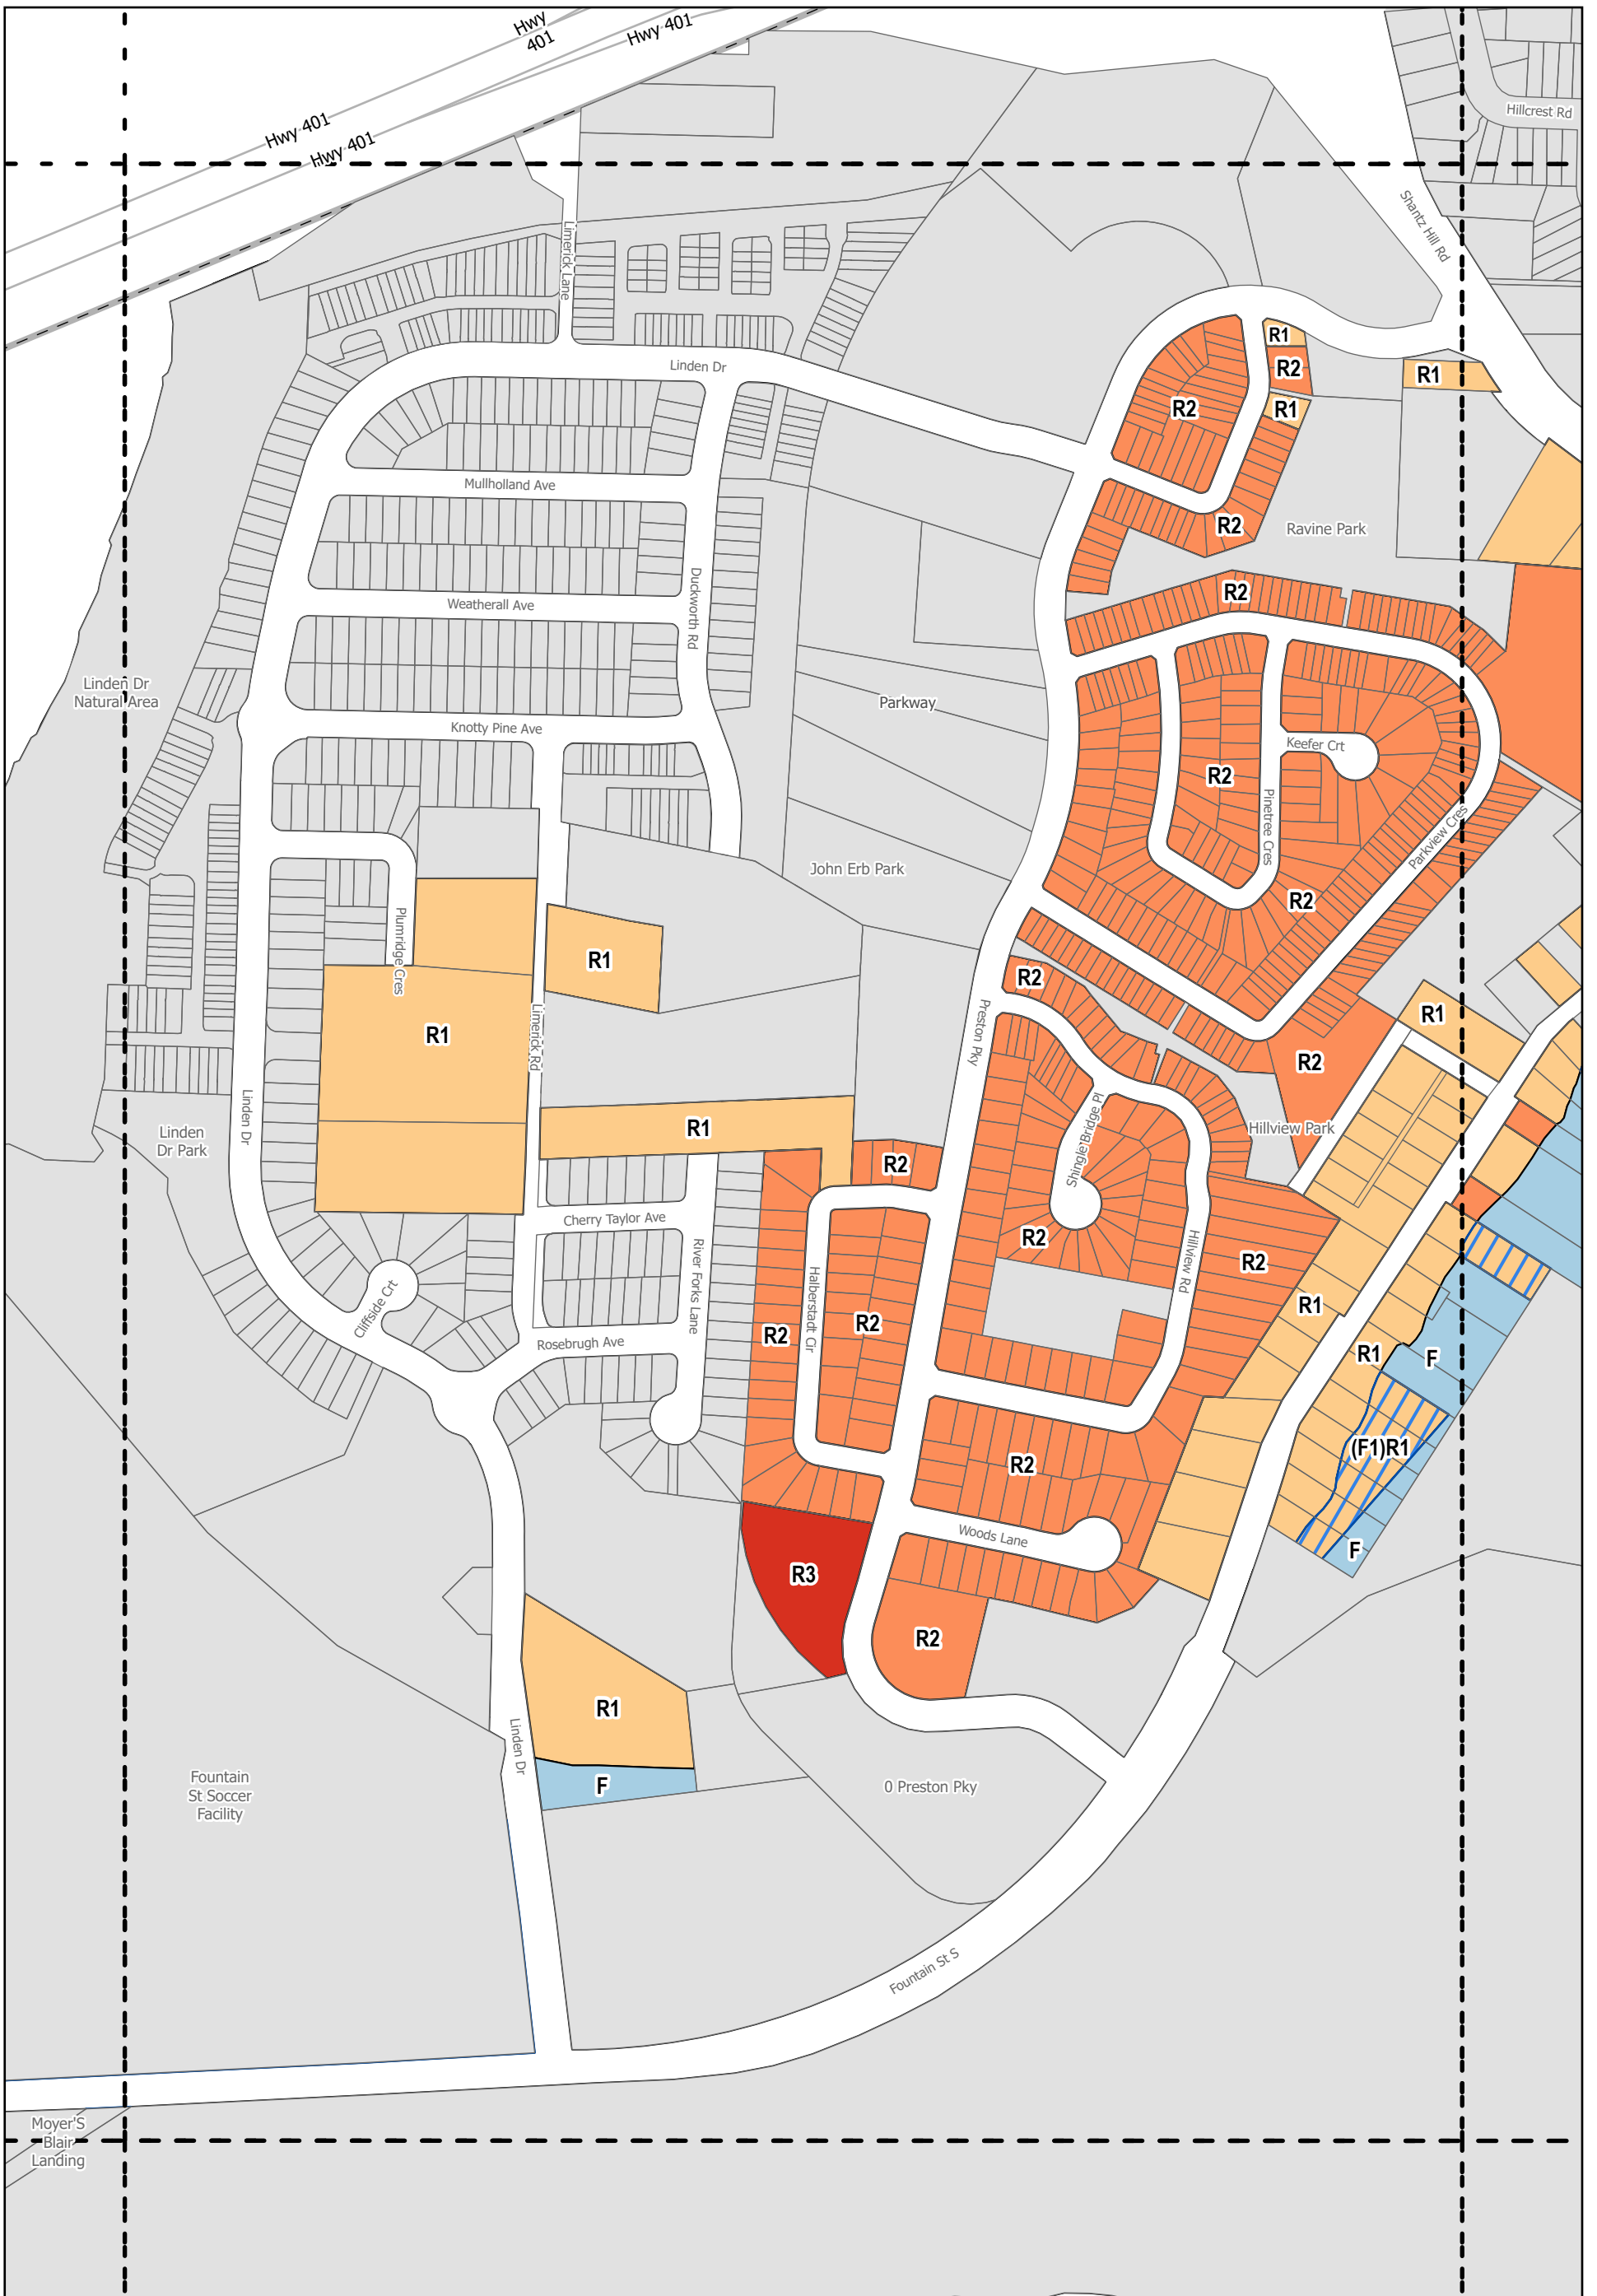 Hwy
401
Hwy 401
Hwy 401
Hwy 401
Hillcrest Rd
Shantz Hill Rd
Limerick Lane
Linden Dr
R1
R2
R1
R1
R2
Mullholland Ave
R2
Ravine Park
Weatherall Ave
Duckworth Rd
R2
Linden Dr
Natural Area
Parkway
Knotty Pine Ave
Keefer Crt
R2
Pinetree Cres
Parkview Cres
John Erb Park
R2
Plumridge Cres
R1
R2
R1
R1
Limerick Rd
Preston Pky
R2
Linden Dr
Linden
Dr Park
R1
Shingle Bridge Pl
Hillview Park
R2
Cherry Taylor Ave
River Forks Lane
R2
Hillview Rd
R2
Halberstadt Cir
R1
Cliffside Crt
R2
R2
Rosebrugh Ave
R1
F
(F1)R1
R2
Woods Lane
F
R3
R2
R1
Linden Dr
F
Fountain
St Soccer
Facility
0 Preston Pky
Fountain St S
Moyer'S
Blair
Landing